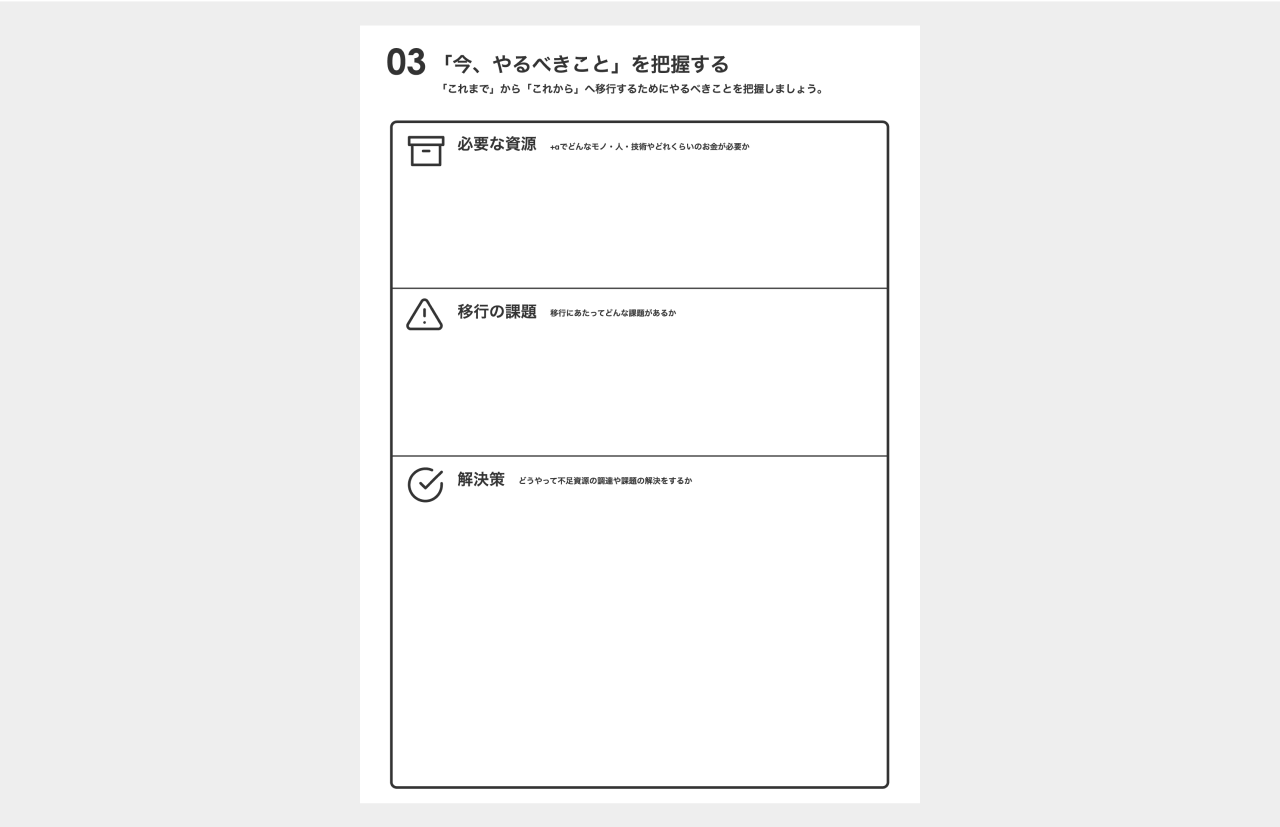 03 「今、やるべきこと」を把握する
「これまで」から「これから」へ移行するためにやるべきことを把握しましょう。
必要な資源 +αでどんなモノ・人・技術やどれくらいのお金が必要か
移行の課題 移行にあたってどんな課題があるか
解決策 どうやって不足資源の調達や課題の解決をするか